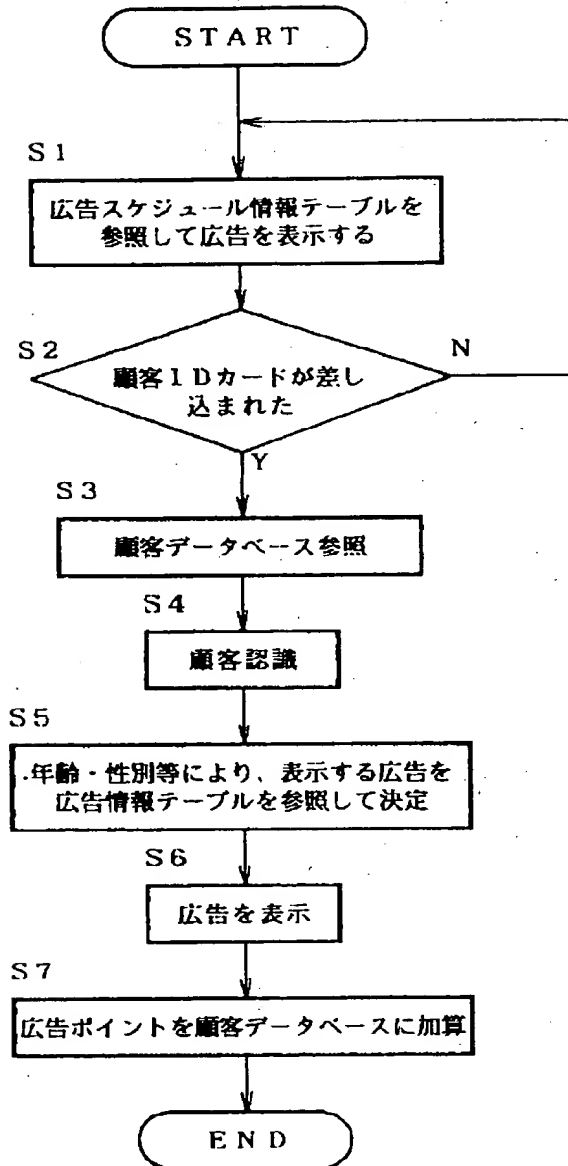 START
S1
広告スケジュール情報テーブルを
参照して広告を表示する
S2
顧客IDカードが差し
込まれた
N
Y
S3
顧客データベース参照
S4
顧客認識
S5
年齢・性別等により、表示する広告を
広告情報テーブルを参照して決定
S6
広告を表示
S7
広告ポイントを顧客データベースに加算
END